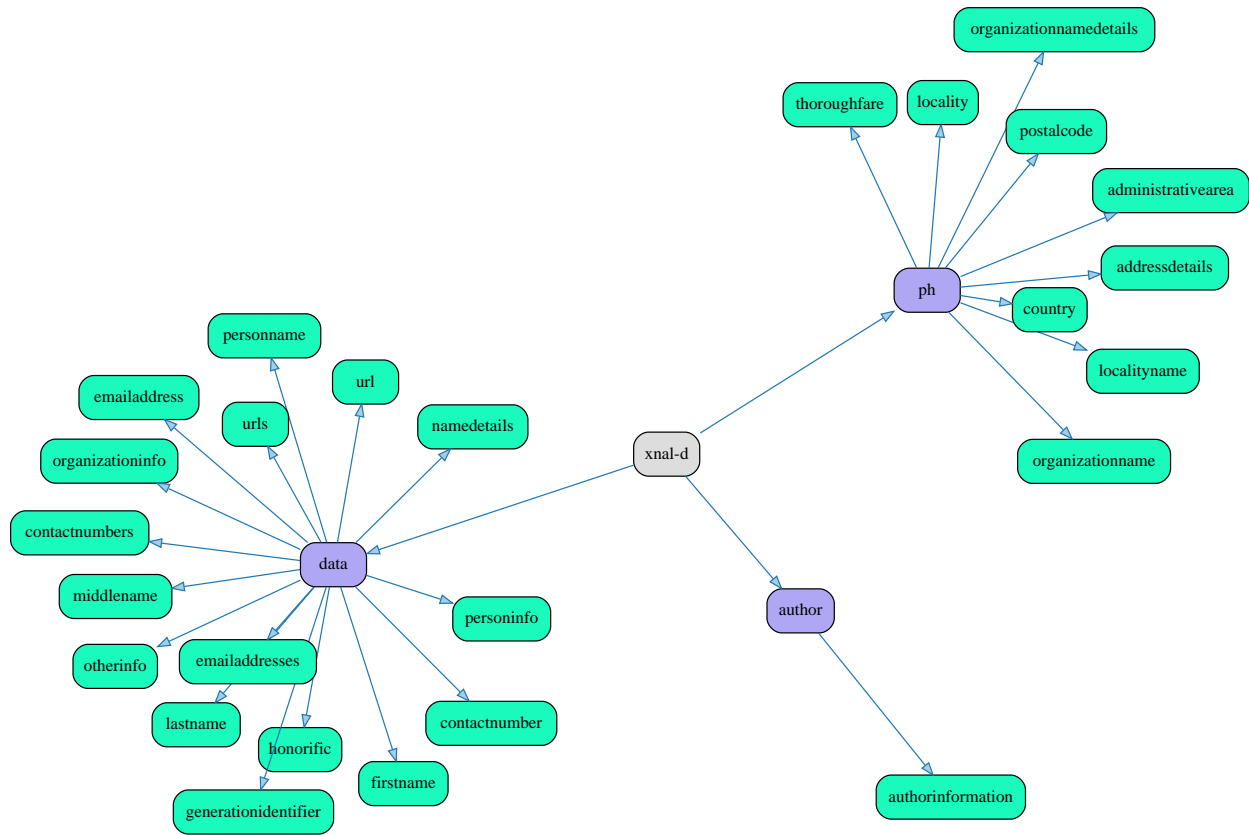 organizationnamedetails
thoroughfare
locality
postalcode
administrativearea
addressdetails
ph
country
personname
localityname
url
emailaddress
urls
namedetails
xnal-d
organizationinfo
organizationname
contactnumbers
data
middlename
personinfo
author
otherinfo
emailaddresses
lastname
contactnumber
honorific
firstname
authorinformation
generationidentifier